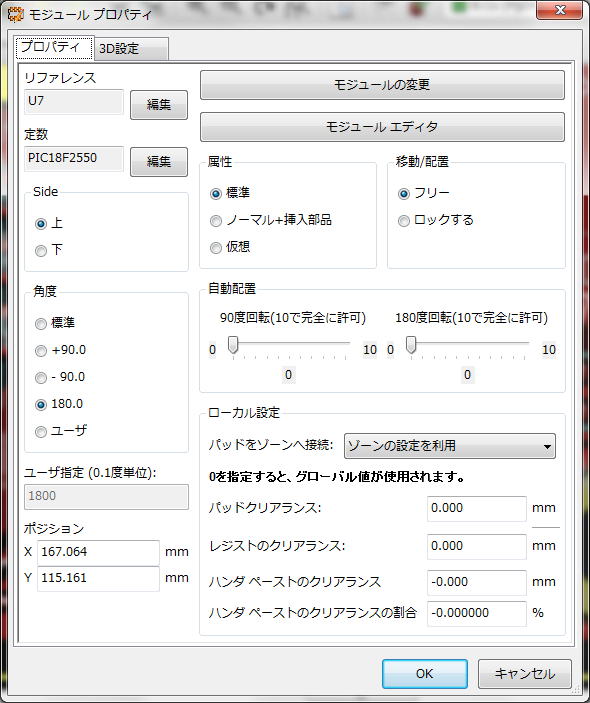 モジュール プロパティ
プロパティ
3D設定
リファレンス
U7
編集
定数
PIC18F2550
編集
Side
上
下
角度
標準
+90.0
- 90.0
180.0
ユーザ
ユーザ指定 (0.1度単位):
1800
ポジション
X 167.064 mm
Y 115.161 mm
モジュールの変更
モジュール エディタ
属性
標準
ノーマル+挿入部品
仮想
移動/配置
フリー
ロックする
自動配置
90度回転(10で完全に許可)
0 10
0
180度回転(10で完全に許可)
0 10
0
ローカル設定
パッドをゾーンへ接続: ゾーンの設定を利用
0を指定すると、グローバル値が使用されます。
パッドクリアランス: 0.000 mm
レジストのクリアランス: 0.000 mm
ハンダ ペーストのクリアランス -0.000 mm
ハンダ ペーストのクリアランスの割合 -0.000000 %
OK
キャンセル